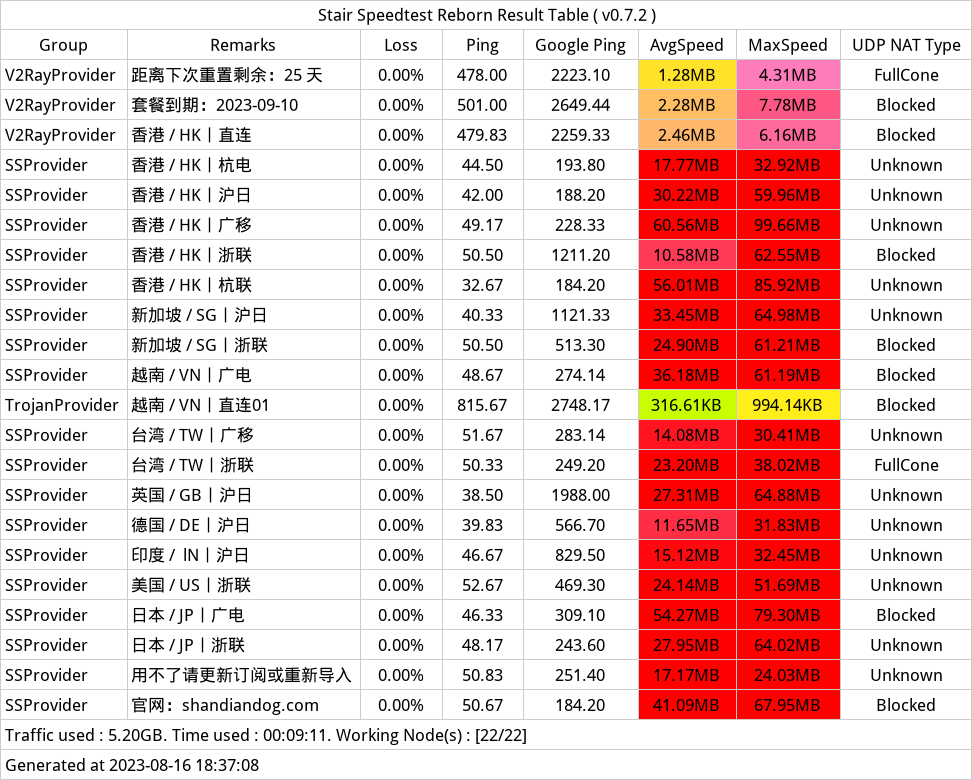 Stair Speedtest Reborn Result Table ( v0.7.2 )
Group Remarks Loss Ping Google Ping AvgSpeed MaxSpeed UDP NAT Type
V2RayProvider 距离下次重置剩余：25 天 0.00% 478.00 2223.10 1.28MB 4.31MB FullCone
V2RayProvider 套餐到期：2023-09-10 0.00% 501.00 2649.44 2.28MB 7.78MB Blocked
V2RayProvider 香港 / HK丨直连 0.00% 479.83 2259.33 2.46MB 6.16MB Blocked
SSProvider 香港 / HK丨杭电 0.00% 44.50 193.80 17.77MB 32.92MB Unknown
SSProvider 香港 / HK丨沪日 0.00% 42.00 188.20 30.22MB 59.96MB Unknown
SSProvider 香港 / HK丨广移 0.00% 49.17 228.33 60.56MB 99.66MB Unknown
SSProvider 香港 / HK丨浙联 0.00% 50.50 1211.20 10.58MB 62.55MB Blocked
SSProvider 香港 / HK丨杭联 0.00% 32.67 184.20 56.01MB 85.92MB Unknown
SSProvider 新加坡 / SG丨沪日 0.00% 40.33 1121.33 33.45MB 64.98MB Unknown
SSProvider 新加坡 / SG丨浙联 0.00% 50.50 513.30 24.90MB 61.21MB Blocked
SSProvider 越南 / VN丨广电 0.00% 48.67 274.14 36.18MB 61.19MB Blocked
TrojanProvider 越南 / VN丨直连01 0.00% 815.67 2748.17 316.61KB 994.14KB Blocked
SSProvider 台湾 / TW丨广移 0.00% 51.67 283.14 14.08MB 30.41MB Unknown
SSProvider 台湾 / TW丨浙联 0.00% 50.33 249.20 23.20MB 38.02MB FullCone
SSProvider 英国 / GB丨沪日 0.00% 38.50 1988.00 27.31MB 64.88MB Unknown
SSProvider 德国 / DE丨沪日 0.00% 39.83 566.70 11.65MB 31.83MB Unknown
SSProvider 印度 / IN丨沪日 0.00% 46.67 829.50 15.12MB 32.45MB Unknown
SSProvider 美国 / US丨浙联 0.00% 52.67 469.30 24.14MB 51.69MB Unknown
SSProvider 日本 / JP丨广电 0.00% 46.33 309.10 54.27MB 79.30MB Blocked
SSProvider 日本 / JP丨浙联 0.00% 48.17 243.60 27.95MB 64.02MB Unknown
SSProvider 用不了请更新订阅或重新导入 0.00% 50.83 251.40 17.17MB 24.03MB Unknown
SSProvider 官网：shandiandog.com 0.00% 50.67 184.20 41.09MB 67.95MB Blocked
Traffic used : 5.20GB. Time used : 00:09:11. Working Node(s) : [22/22]
Generated at 2023-08-16 18:37:08